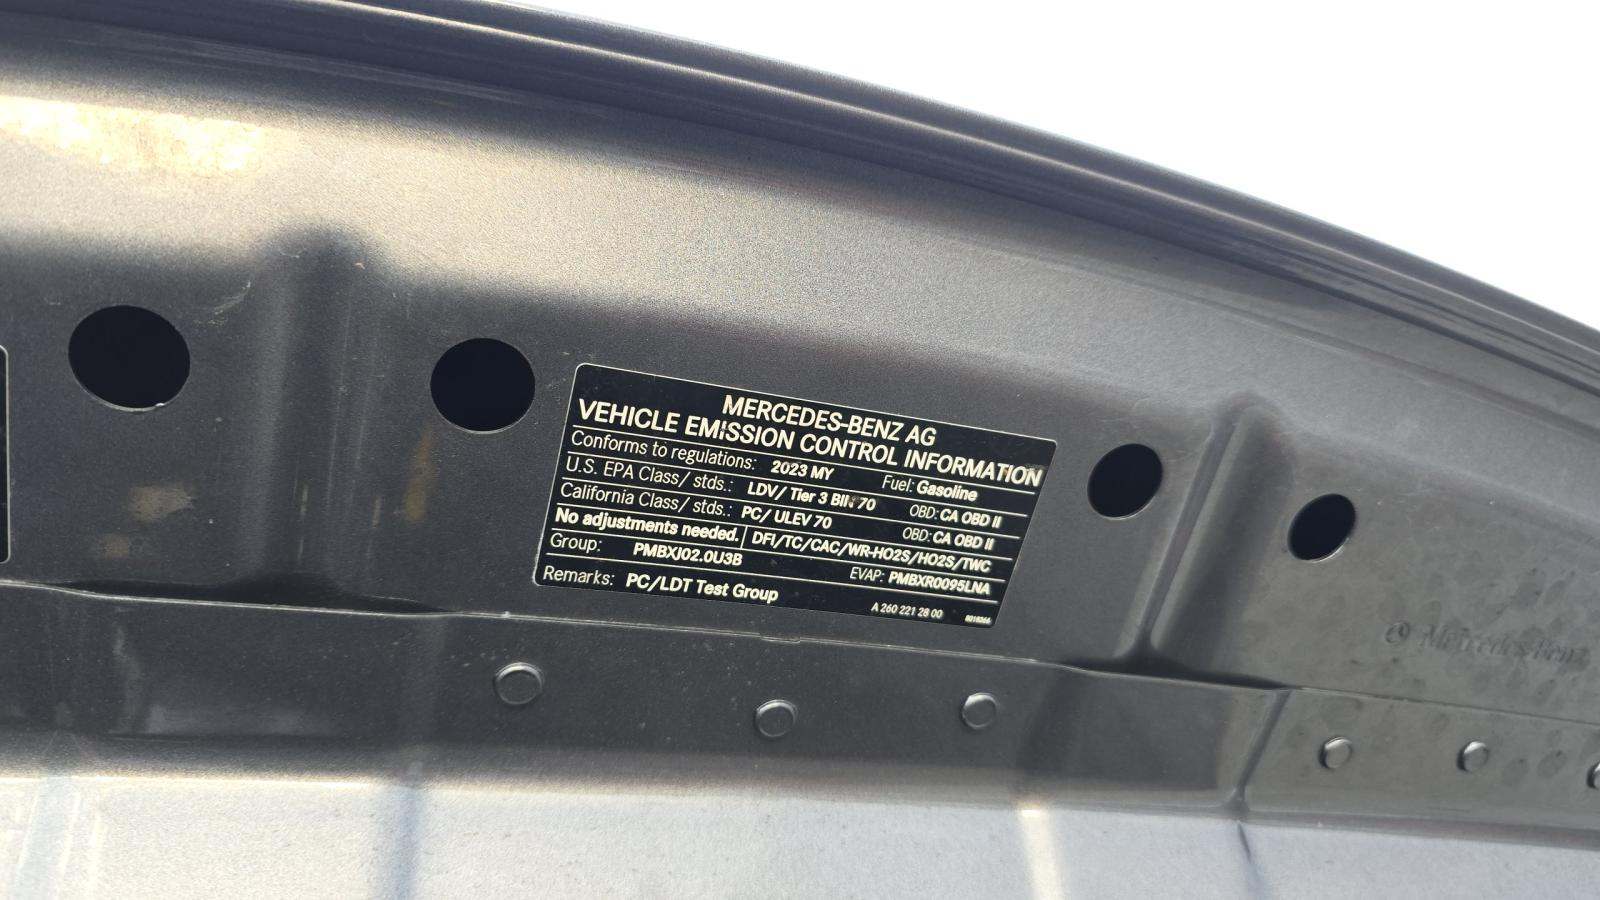 MERCEDES-BENZ AG
VEHICLE EMISSION CONTROL INFORMATION
Conforms to regulations: 2023 MY Fuel: Gasoline
U.S. EPA Class/ stds.: LDV/ Tier 3 BIN 70 OBD: CA OBD II
California Class/ stds.: PC/ ULEV 70 OBD: CA OBD II
No adjustments needed. DFI/TC/CAC/WR-HO2S/HO2S/TWC
Group: PMBXJ02.0U3B EVAP: PMBXR0095LNA
Remarks: PC/LDT Test Group
A 260 221 28 00
Mercedes-Benz